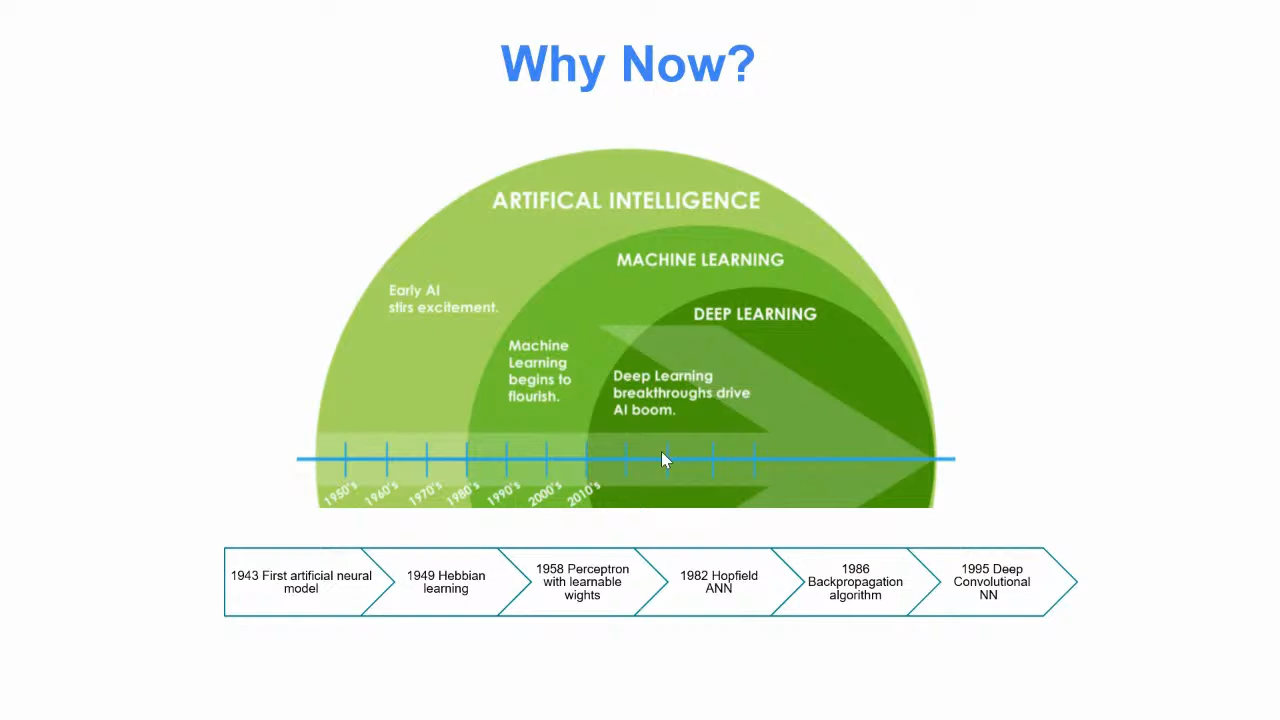 Why Now?
ARTIFICAL INTELLIGENCE
MACHINE LEARNING
DEEP LEARNING
Early AI
stirs excitement.
Machine
Learning
begins to
flourish.
Deep Learning
breakthroughs drive
AI boom.
1950's 1960's 1970's 1980's 1990's 2000's 2010's
1943 First artificial neural
model
1949 Hebbian
learning
1958 Perceptron
with learnable
wights
1982 Hopfield
ANN
1986
Backpropagation
algorithm
1995 Deep
Convolutional
NN